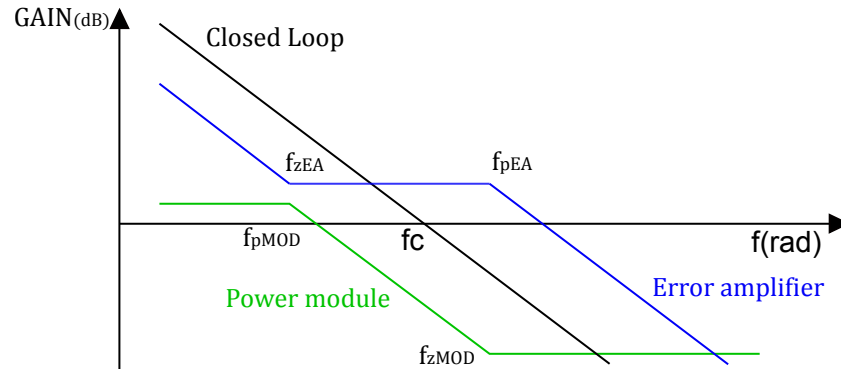 GAIN(dB)
Closed Loop
fzEA
fpEA
fpMOD
fc
f(rad)
Power module
Error amplifier
fzMOD